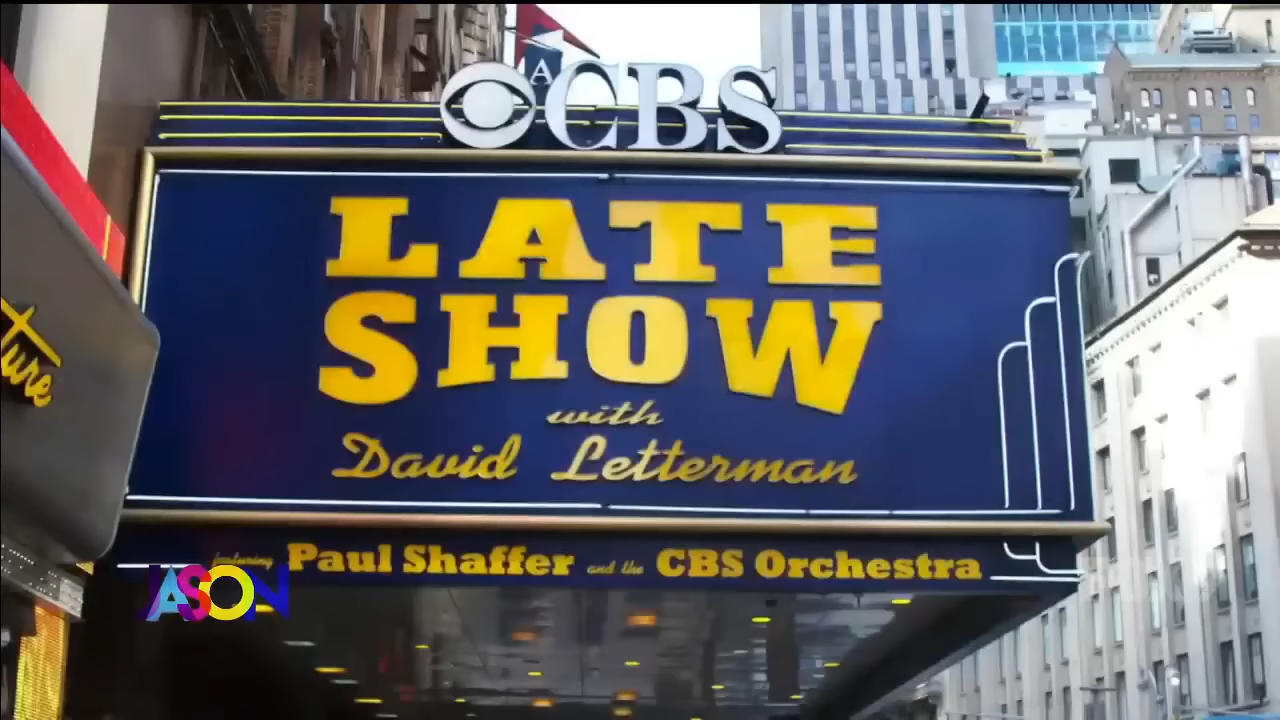 A
CBS
LATE
SHOW
with
David Letterman
featuring Paul Shaffer and the CBS Orchestra
ture
JASON